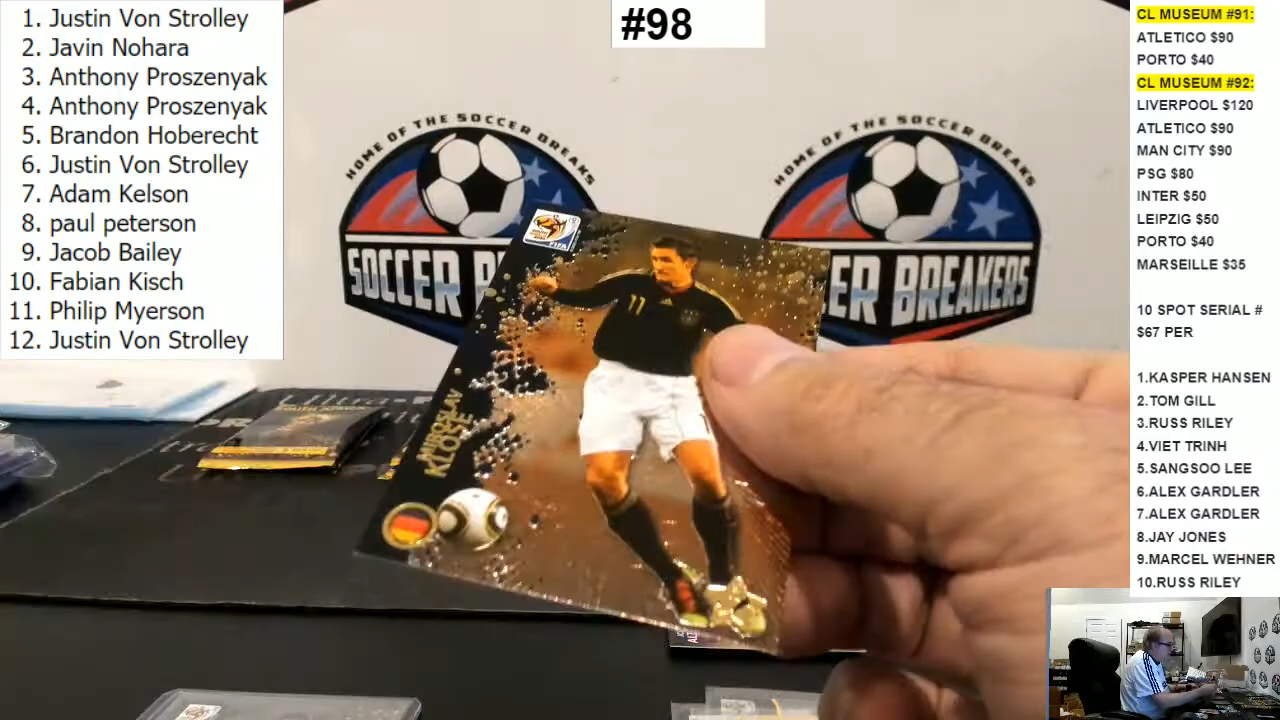 1. Justin Von Strolley
2. Javin Nohara
3. Anthony Proszenyak
4. Anthony Proszenyak
5. Brandon Hoberecht
6. Justin Von Strolley
7. Adam Kelson
8. paul peterson
9. Jacob Bailey
10. Fabian Kisch
11. Philip Myerson
12. Justin Von Strolley
#98
CL MUSEUM #91:
ATLETICO $90
PORTO $40
CL MUSEUM #92:
LIVERPOOL $120
ATLETICO $90
MAN CITY $90
PSG $80
INTER $50
LEIPZIG $50
PORTO $40
MARSEILLE $35
10 SPOT SERIAL #
$67 PER
1.KASPER HANSEN
2.TOM GILL
3.RUSS RILEY
4.VIET TRINH
5.SANGSOO LEE
6.ALEX GARDLER
7.ALEX GARDLER
8.JAY JONES
9.MARCEL WEHNER
10.RUSS RILEY
HOME OF THE SOCCER BREAKS
SOCCER B
HOME OF THE SOCCER BREAKS
ER BREAKERS
FIFA
11
MIROSLAV
KLOSE